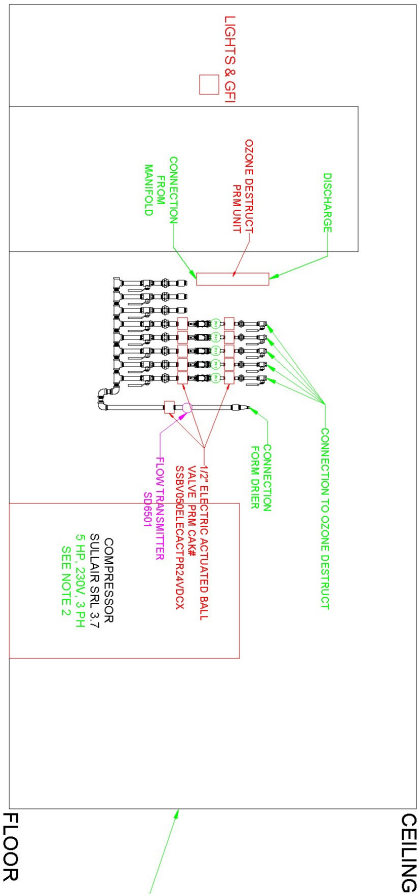 CEILING
FLOOR
LIGHTS & GFI
DISCHARGE
OZONE DESTRUCT
PRM UNIT
CONNECTION
FROM
MANIFOLD
CONNECTION TO OZONE DESTRUCT
CONNECTION
FORM DRIER
1/2" ELECTRIC ACTUATED BALL
VALVE PRM CAK#
SSBV050ELECACTPR24VDCX
FLOW TRANSMITTER
SD6501
COMPRESSOR
SULLAIR SRL 3.7
5 HP, 230V, 3 PH
SEE NOTE 2